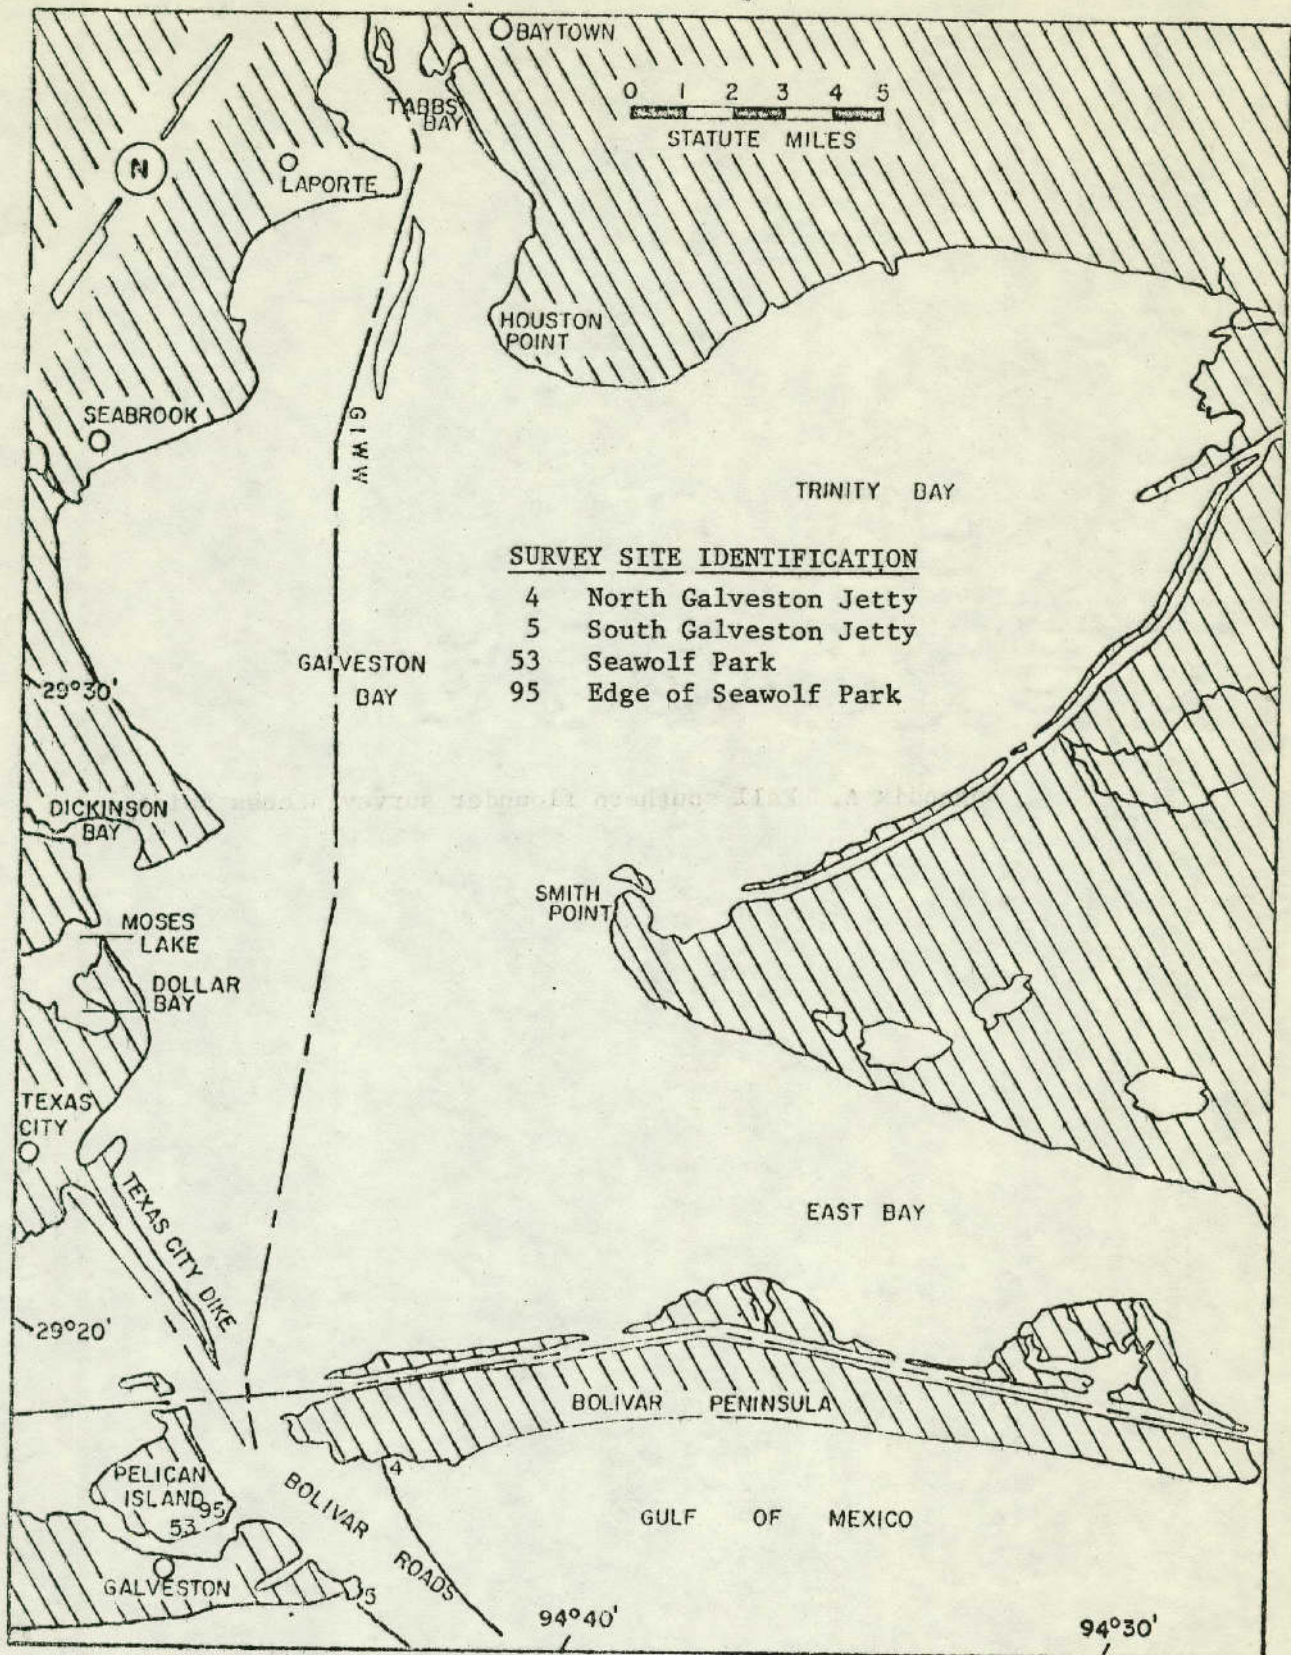 BAYTOWN
0 1 2 3 4 5
STATUTE MILES
TABBS
BAY
N
LAPORTE
HOUSTON
POINT
SEABROOK
GIWW
TRINITY BAY
SURVEY SITE IDENTIFICATION
4 North Galveston Jetty
5 South Galveston Jetty
53 Seawolf Park
95 Edge of Seawolf Park
GALVESTON
BAY
29°30'
DICKINSON
BAY
SMITH
POINT
MOSES
LAKE
DOLLAR
BAY
TEXAS
CITY
TEXAS CITY DIKE
EAST BAY
29°20'
BOLIVAR PENINSULA
4
PELICAN
ISLAND
95
53
BOLIVAR
ROADS
GULF OF MEXICO
GALVESTON
5
94°40'
94°30'